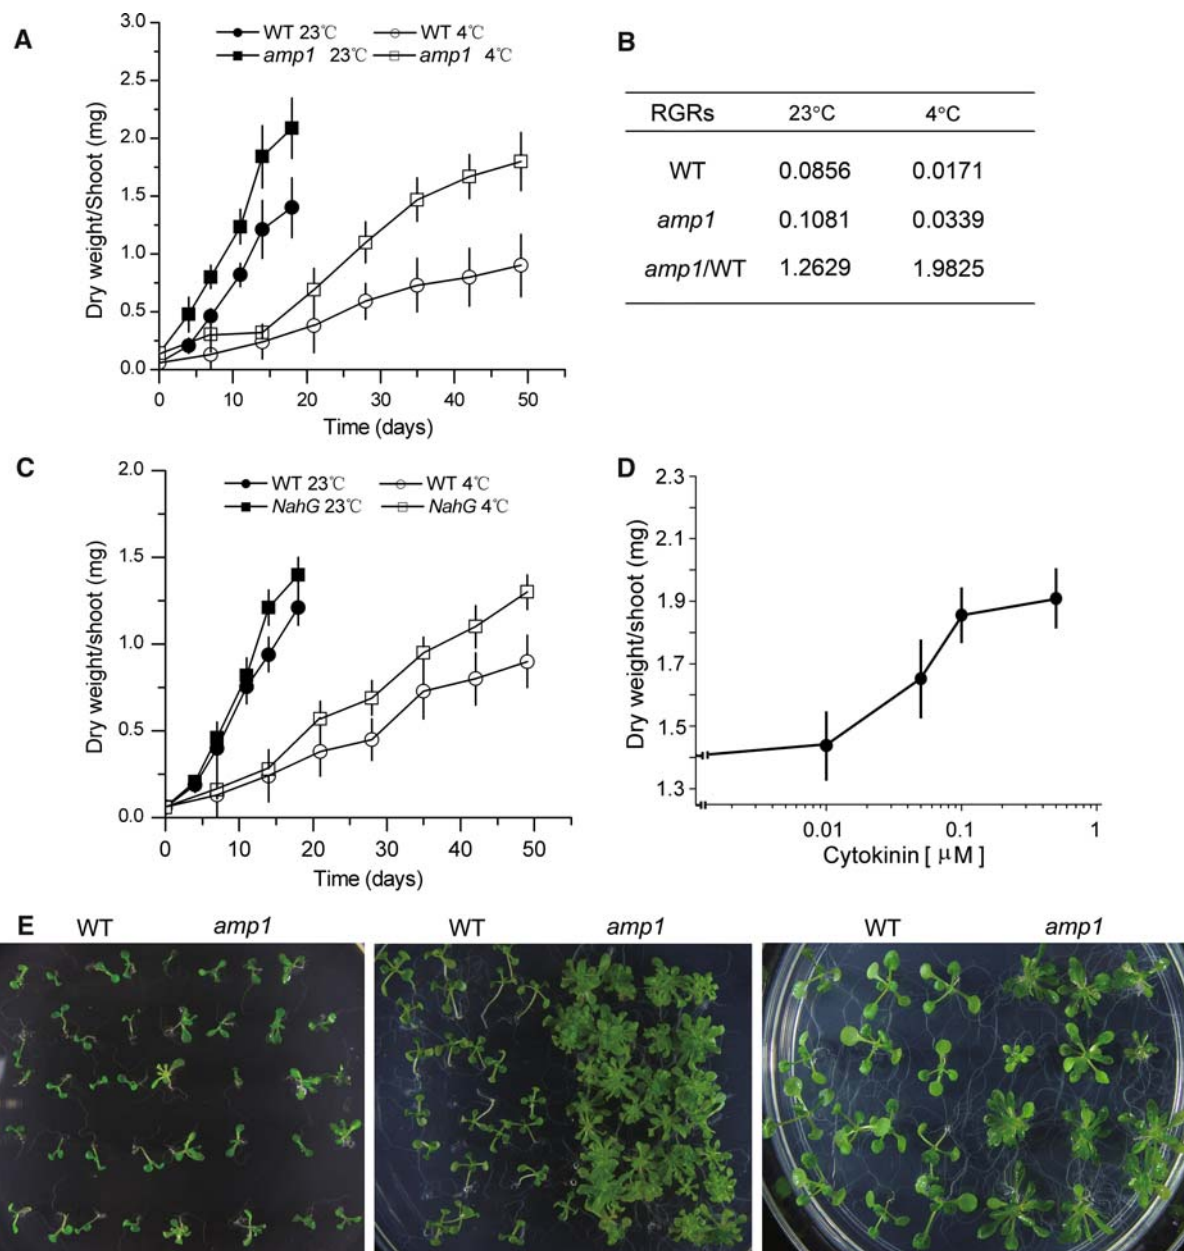 A
WT 23℃ WT 4℃
amp1 23℃ amp1 4℃
3.0
2.5
2.0
1.5
1.0
0.5
0.0
Dry weight/Shoot (mg)
0 10 20 30 40 50
Time (days)
B
RGRs 23°C 4°C
WT 0.0856 0.0171
amp1 0.1081 0.0339
amp1/WT 1.2629 1.9825
C
WT 23℃ WT 4℃
NahG 23℃ NahG 4℃
2.0
1.5
1.0
0.5
0.0
Dry weight/shoot (mg)
0 10 20 30 40 50
Time (days)
D
2.3
2.1
1.9
1.7
1.5
1.3
Dry weight/shoot (mg)
0.01 0.1 1
Cytokinin [ μM ]
E
WT amp1
WT amp1
WT amp1